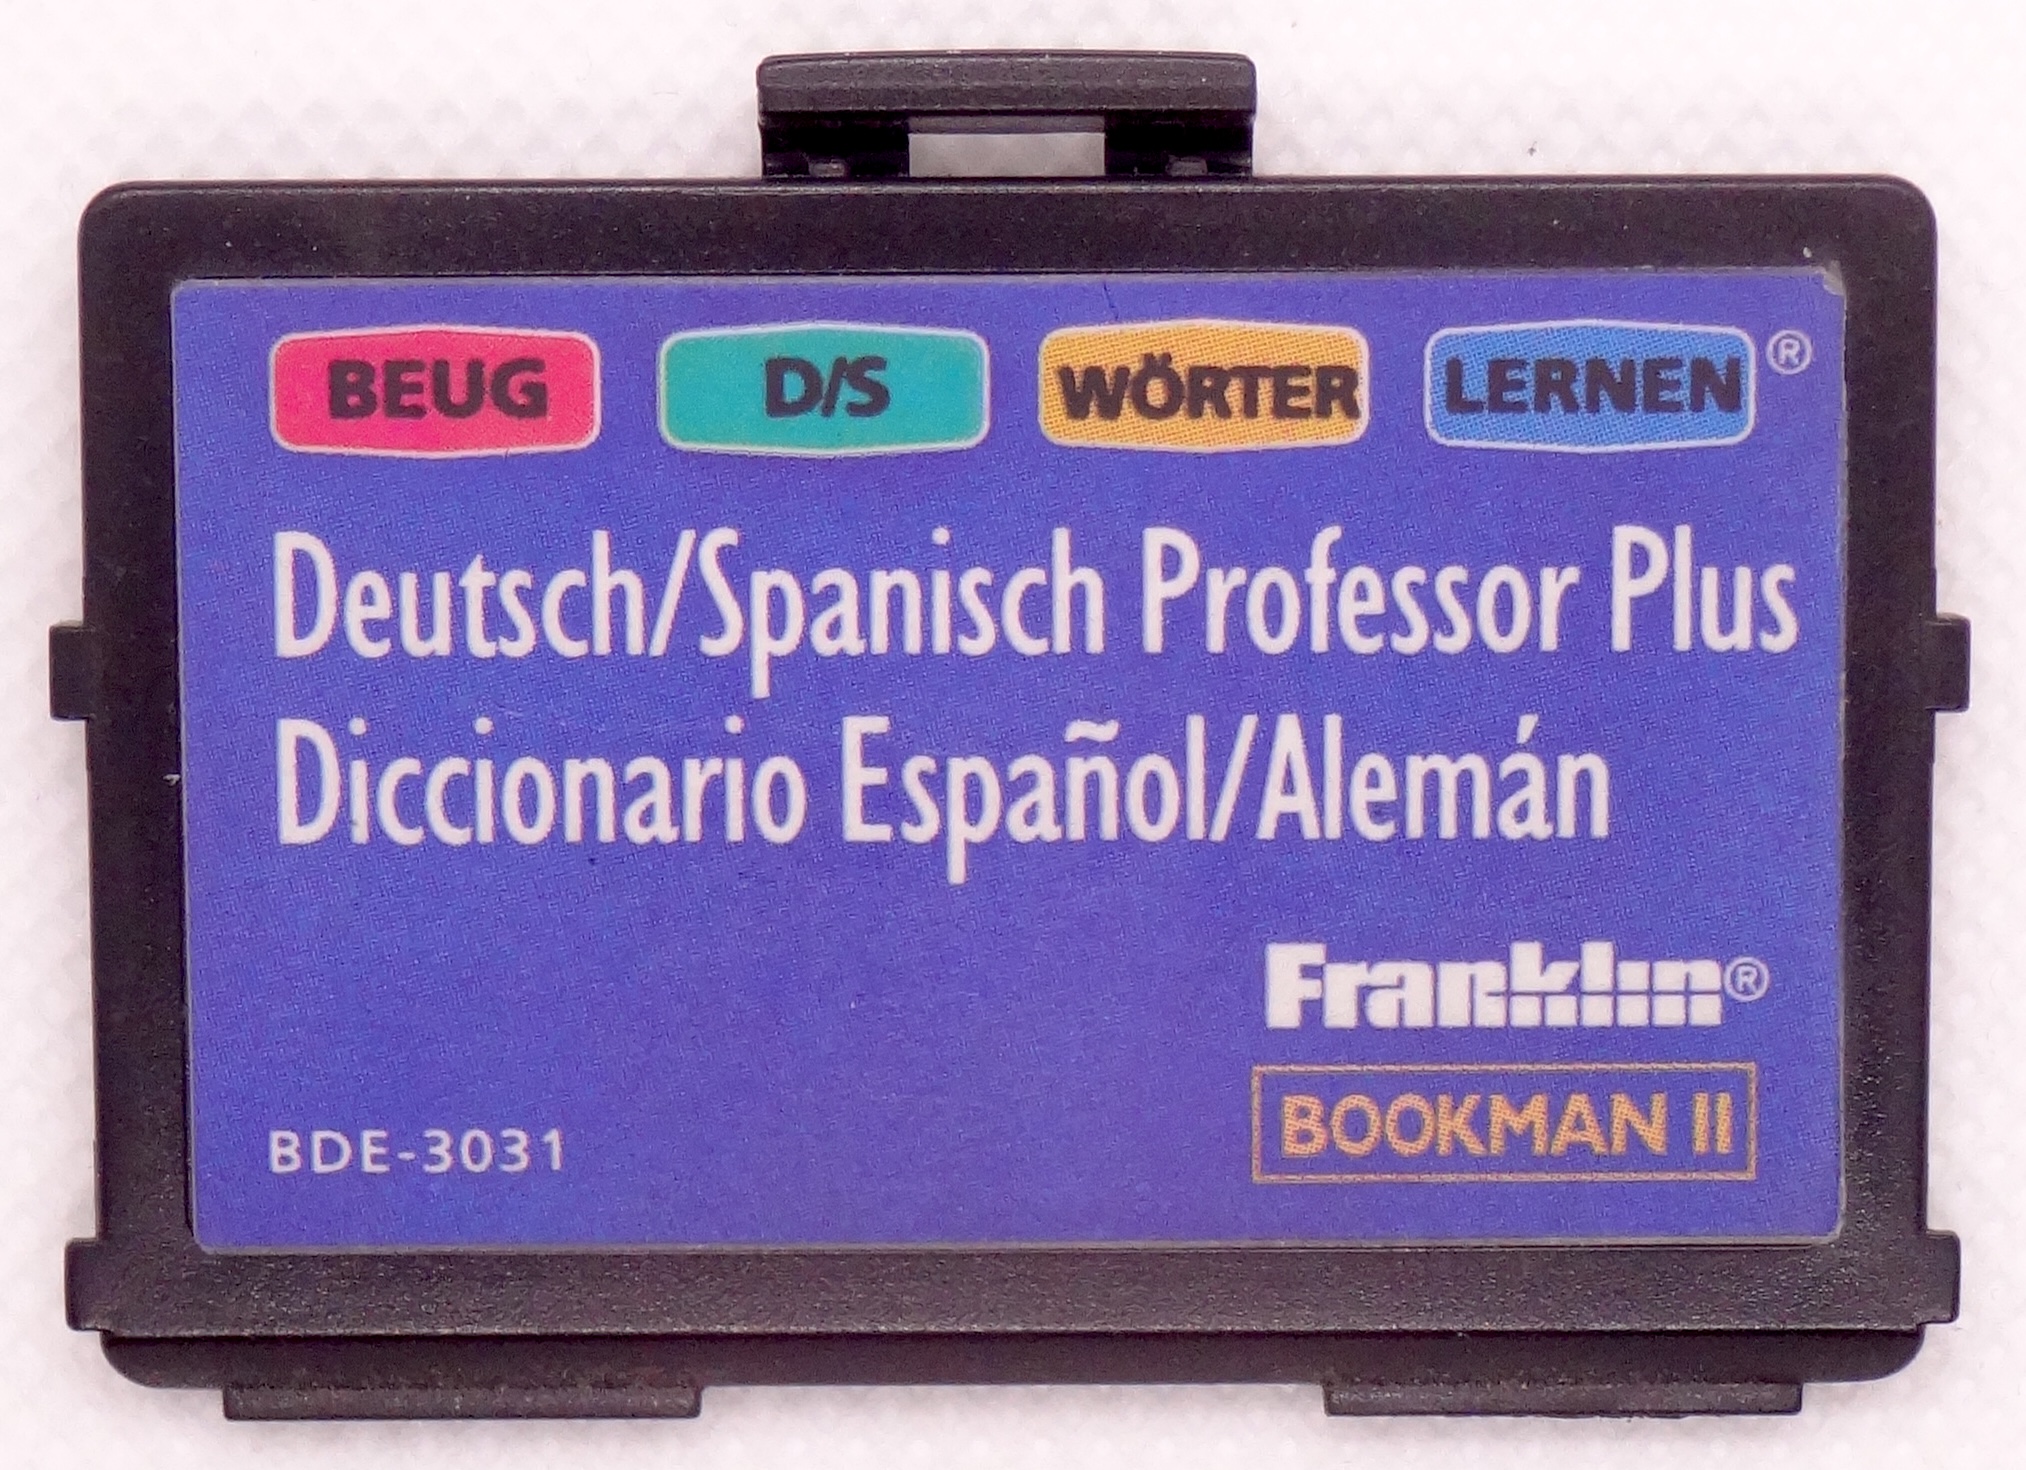 BEUG D/S WÖRTER LERNEN ®
Deutsch/Spanisch Professor Plus
Diccionario Español/Alemán
Franklin®
BDE-3031 BOOKMAN II